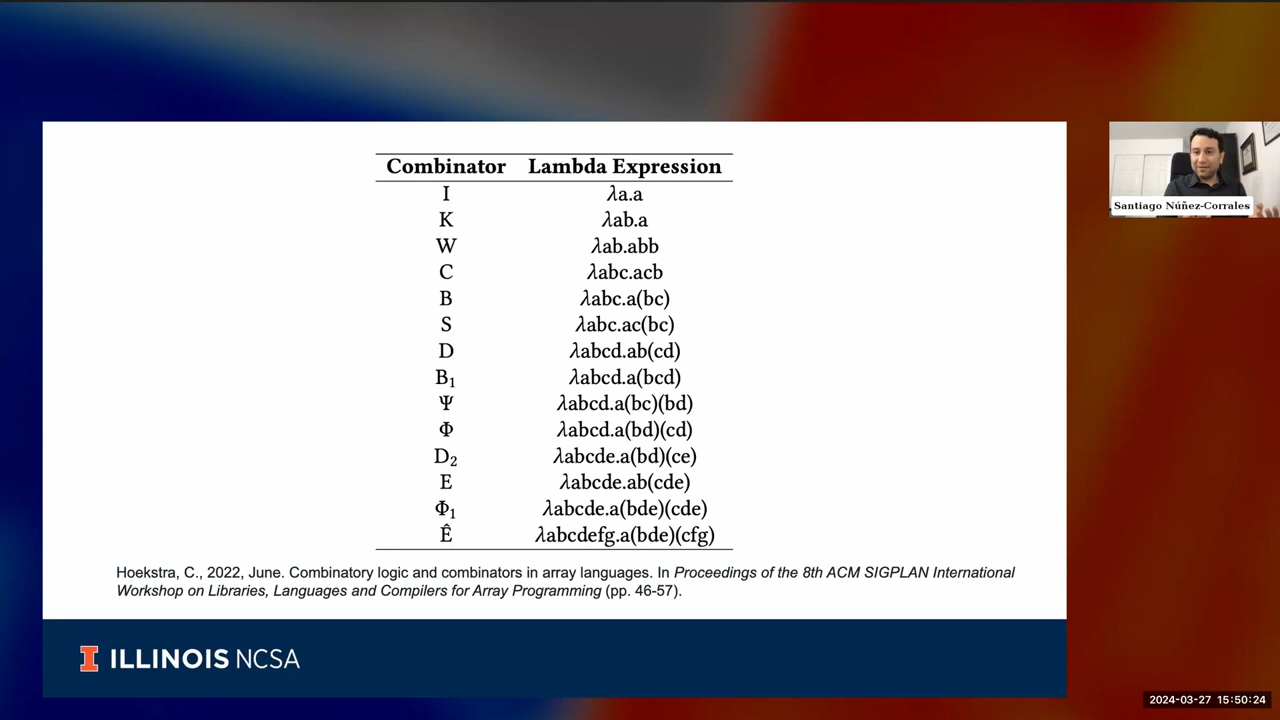 Combinator Lambda Expression
I λa.a
K λab.a
W λab.abb
C λabc.acb
B λabc.a(bc)
S λabc.ac(bc)
D λabcd.ab(cd)
B₁ λabcd.a(bcd)
Ψ λabcd.a(bc)(bd)
Φ λabcd.a(bd)(cd)
D₂ λabcde.a(bd)(ce)
E λabcde.ab(cde)
Φ₁ λabcde.a(bde)(cde)
Ê λabcdefg.a(bde)(cfg)
Hoekstra, C., 2022, June. Combinatory logic and combinators in array languages. In Proceedings of the 8th ACM SIGPLAN International
Workshop on Libraries, Languages and Compilers for Array Programming (pp. 46-57).
I ILLINOIS NCSA
Santiago Núñez-Corrales
2024-03-27 15:50:24